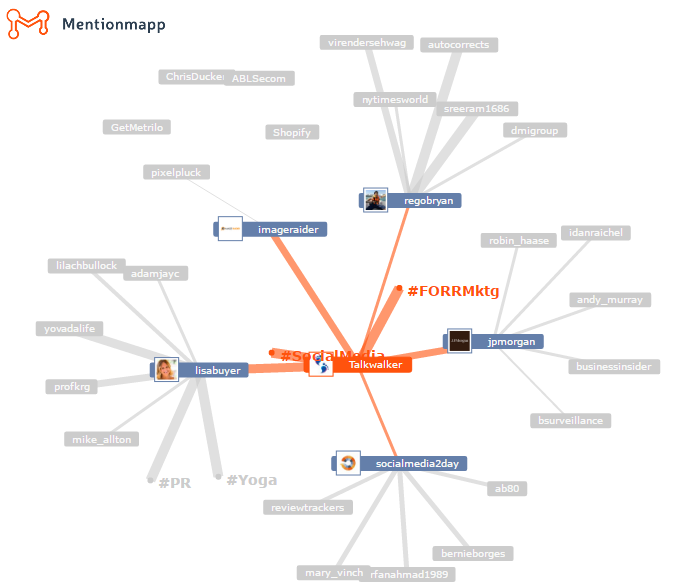 Mentionmapp
virendersehwag
autocorrects
ChrisDucker
ABLSecom
nytimesworld
sreeram1686
GetMetrilo
Shopify
dmigroup
pixelpluck
regobryan
imageraider
idanraichel
robin_haase
lilachbullock
adamjayc
#FORRMktg
andy_murray
yovadalife
jpmorgan
#SocialMedia
Talkwalker
lisabuyer
businessinsider
profkrg
bsurveillance
mike_allton
socialmedia2day
#PR
#Yoga
ab80
reviewtrackers
bernieborges
mary_vinch
rfanahmad1989